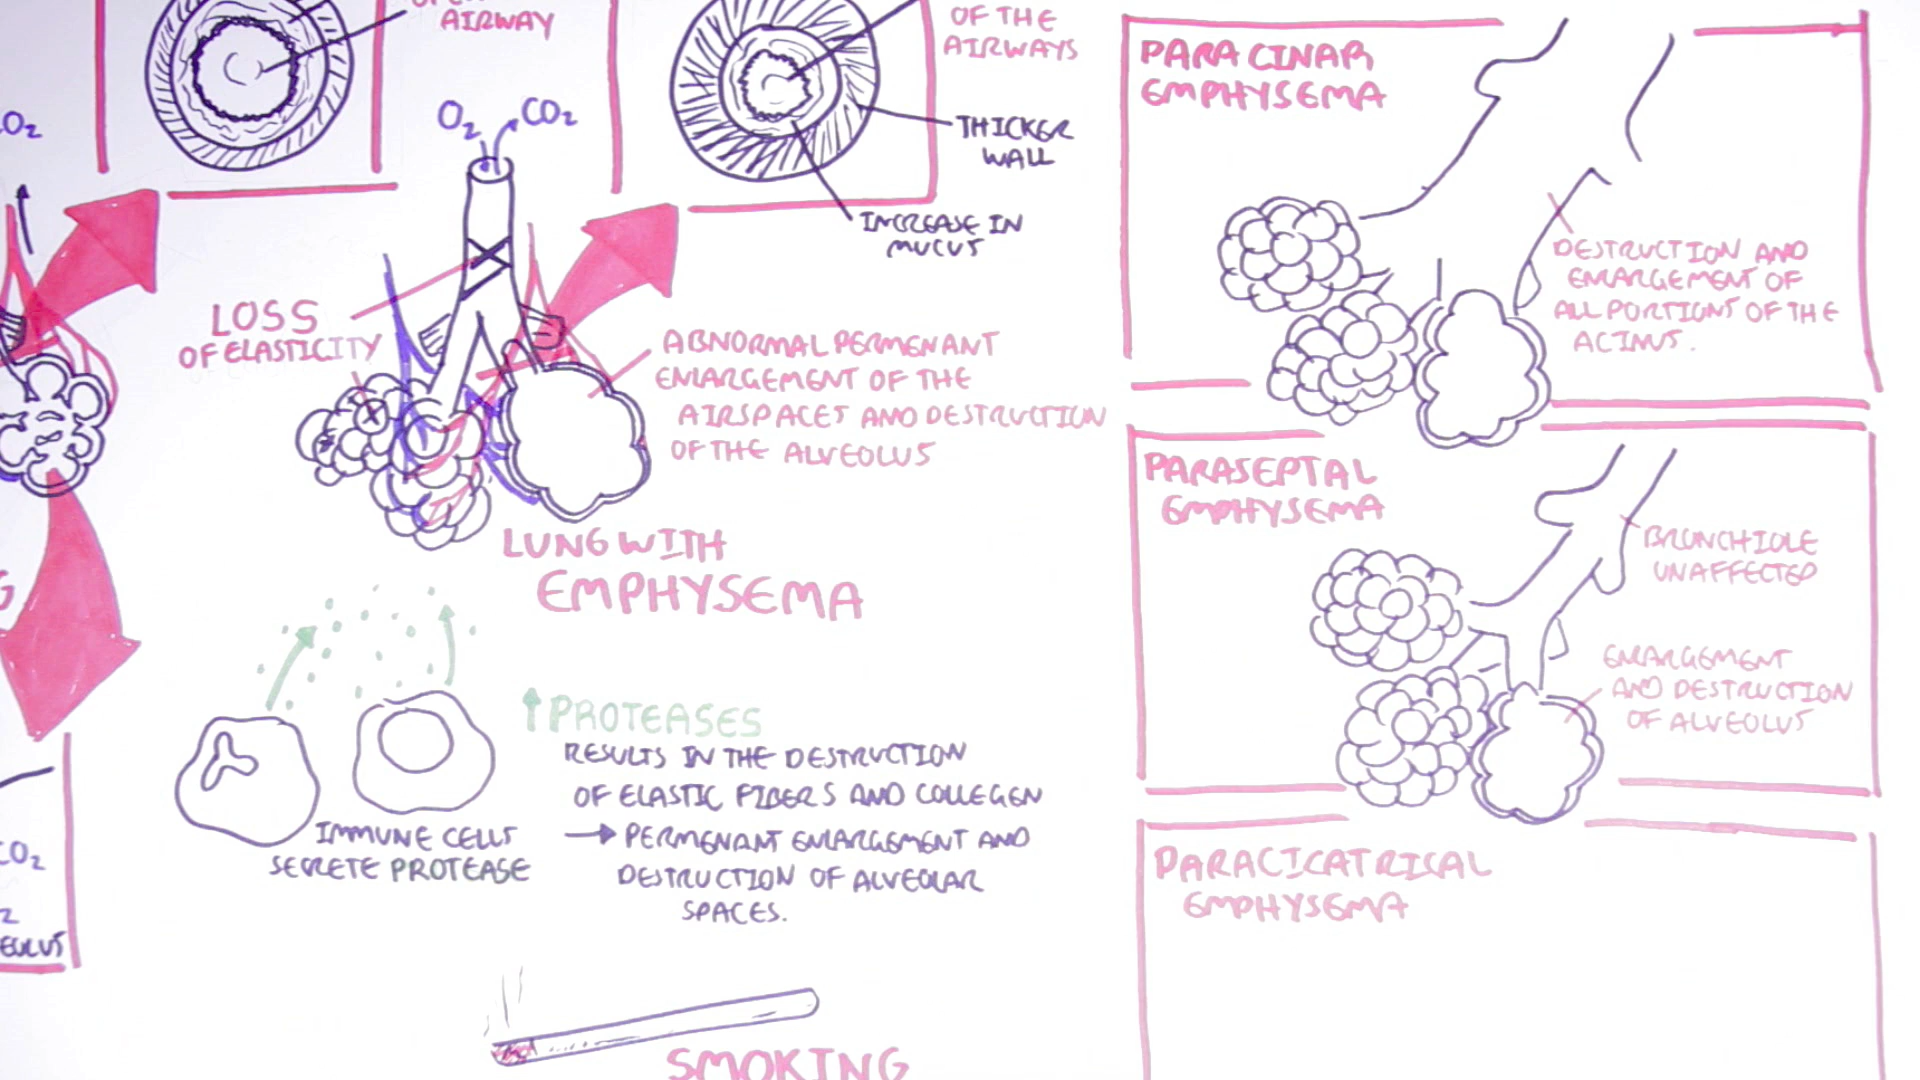 AIRWAY
OF THE
AIRWAYS
THICKER
WALL
INCREASE IN
MUCUS
O₂
CO₂
LOSS
OF ELASTICITY
ABNORMAL PERMENANT
ENLARGEMENT OF THE
AIRSPACES AND DESTRUCTION
OF THE ALVEOLUS
LUNG WITH
EMPHYSEMA
↑ PROTEASES
RESULTS IN THE DESTRUCTION
OF ELASTIC FIBERS AND COLLEGEN
→ PERMENANT ENLARGEMENT AND
DESTRUCTION OF ALVEOLAR
SPACES.
IMMUNE CELLS
SECRETE PROTEASE
SMOKING
PARACINAR
EMPHYSEMA
DESTRUCTION AND
ENLARGEMENT OF
ALL PORTIONS OF THE
ACINUS.
PARASEPTAL
EMPHYSEMA
BRONCHIOLE
UNAFFECTED
ENLARGEMENT
AND DESTRUCTION
OF ALVEOLUS
PARACICATRICAL
EMPHYSEMA